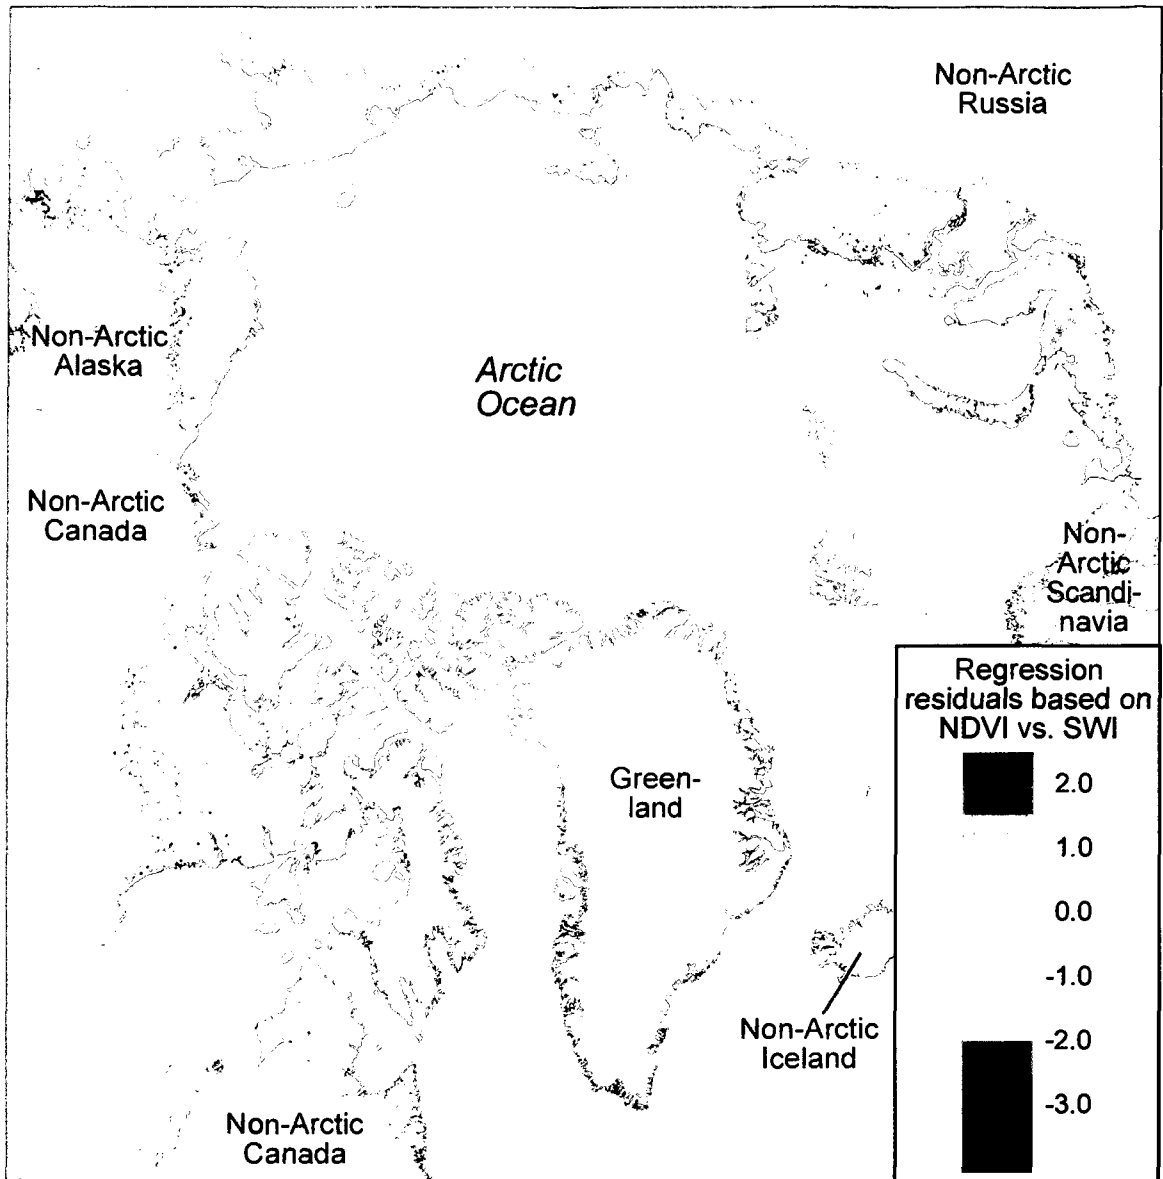 Non-Arctic
Russia
Non-Arctic
Alaska
Arctic
Ocean
Non-Arctic
Canada
Non-
Arctic
Scandi-
navia
Regression
residuals based on
NDVI vs. SWI
2.0
1.0
0.0
-1.0
-2.0
-3.0
Green-
land
Non-Arctic
Iceland
Non-Arctic
Canada